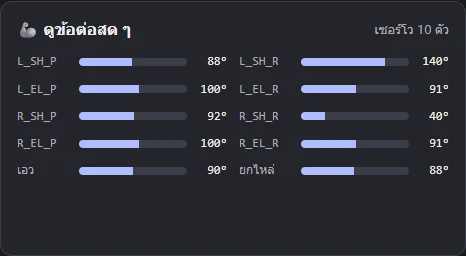 🦾 ดูข้อต่อสด ๆ เซอร์โว 10 ตัว
L_SH_P 88° L_SH_R 140°
L_EL_P 100° L_EL_R 91°
R_SH_P 92° R_SH_R 40°
R_EL_P 100° R_EL_R 91°
เอว 90° ยกไหล่ 88°